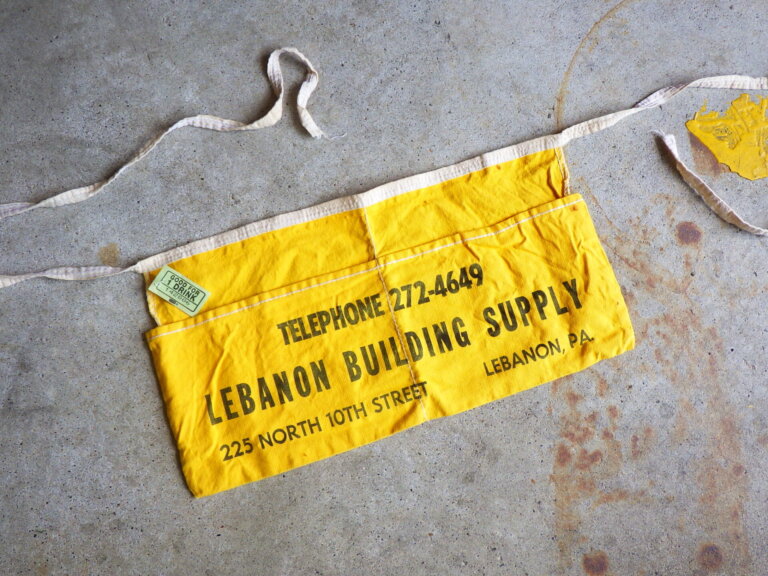 GOOD FOR
1 DRINK
TELEPHONE 272-4649
LEBANON BUILDING SUPPLY
225 NORTH 10TH STREET LEBANON, PA.